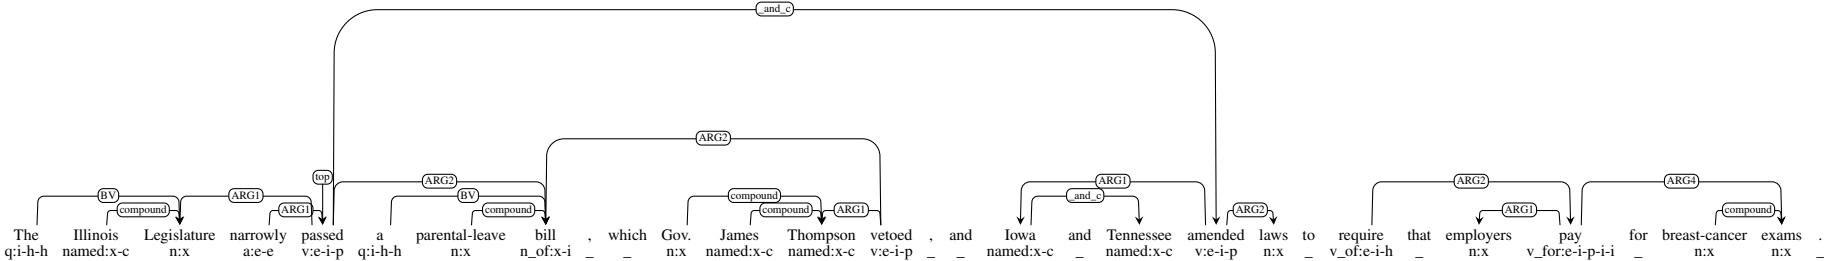 _and_c
ARG2
top
ARG2 ARG1 ARG2 ARG4
BV ARG1 BV compound _and_c
compound ARG1 compound compound ARG1 ARG2 ARG1 compound
The Illinois Legislature narrowly passed a parental-leave bill , which Gov. James Thompson vetoed , and Iowa and Tennessee amended laws to require that employers pay for breast-cancer exams .
q:i-h-h named:x-c n:x a:e-e v:e-i-p q:i-h-h n:x n_of:x-i _ _ n:x named:x-c named:x-c v:e-i-p _ _ named:x-c _ named:x-c v:e-i-p n:x _ v_of:e-i-h _ n:x v_for:e-i-p-i-i _ n:x n:x _